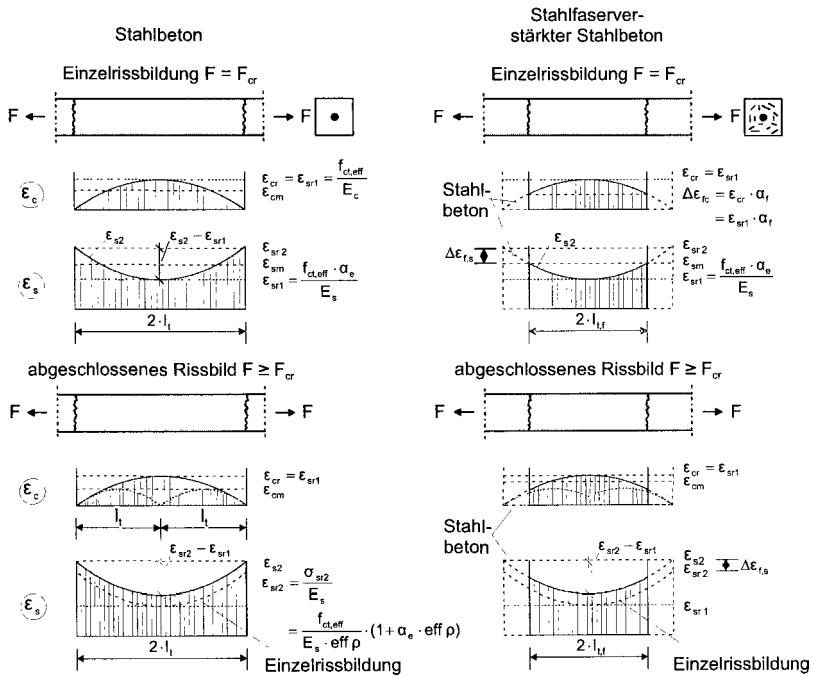 Stahlbeton
Einzelrissbildung F = F_cr
F
F
ε_c
ε_cr = ε_sr1 = f_ct,eff / E_c
ε_cm
ε_s
ε_s2
ε_s2 − ε_sr1
ε_sr2
ε_sm
ε_sr1 = f_ct,eff · α_e / E_s
2·l_t
abgeschlossenes Rissbild F ≥ F_cr
F
F
ε_c
ε_cr = ε_sr1
ε_cm
l_t
l_t
ε_s
ε_sr2 − ε_sr1
ε_s2
ε_sr2 = σ_sr2 / E_s
= f_ct,eff / (E_s · eff ρ) · (1 + α_e · eff ρ)
2·l_t
Einzelrissbildung
Stahlfaserver-
stärkter Stahlbeton
Einzelrissbildung F = F_cr
F
F
Stahl-
beton
ε_cr = ε_sr1
Δε_fc = ε_cr · α_f
= ε_sr1 · α_f
Δε_f,s
ε_s2
ε_sr2
ε_sm
ε_sr1 = f_ct,eff · α_e / E_s
2·l_t,f
abgeschlossenes Rissbild F ≥ F_cr
F
F
ε_cr = ε_sr1
ε_cm
Stahl-
beton
ε_sr2 − ε_sr1
ε_s2
ε_sr2
Δε_f,s
ε_sr1
2·l_t,f
Einzelrissbildung